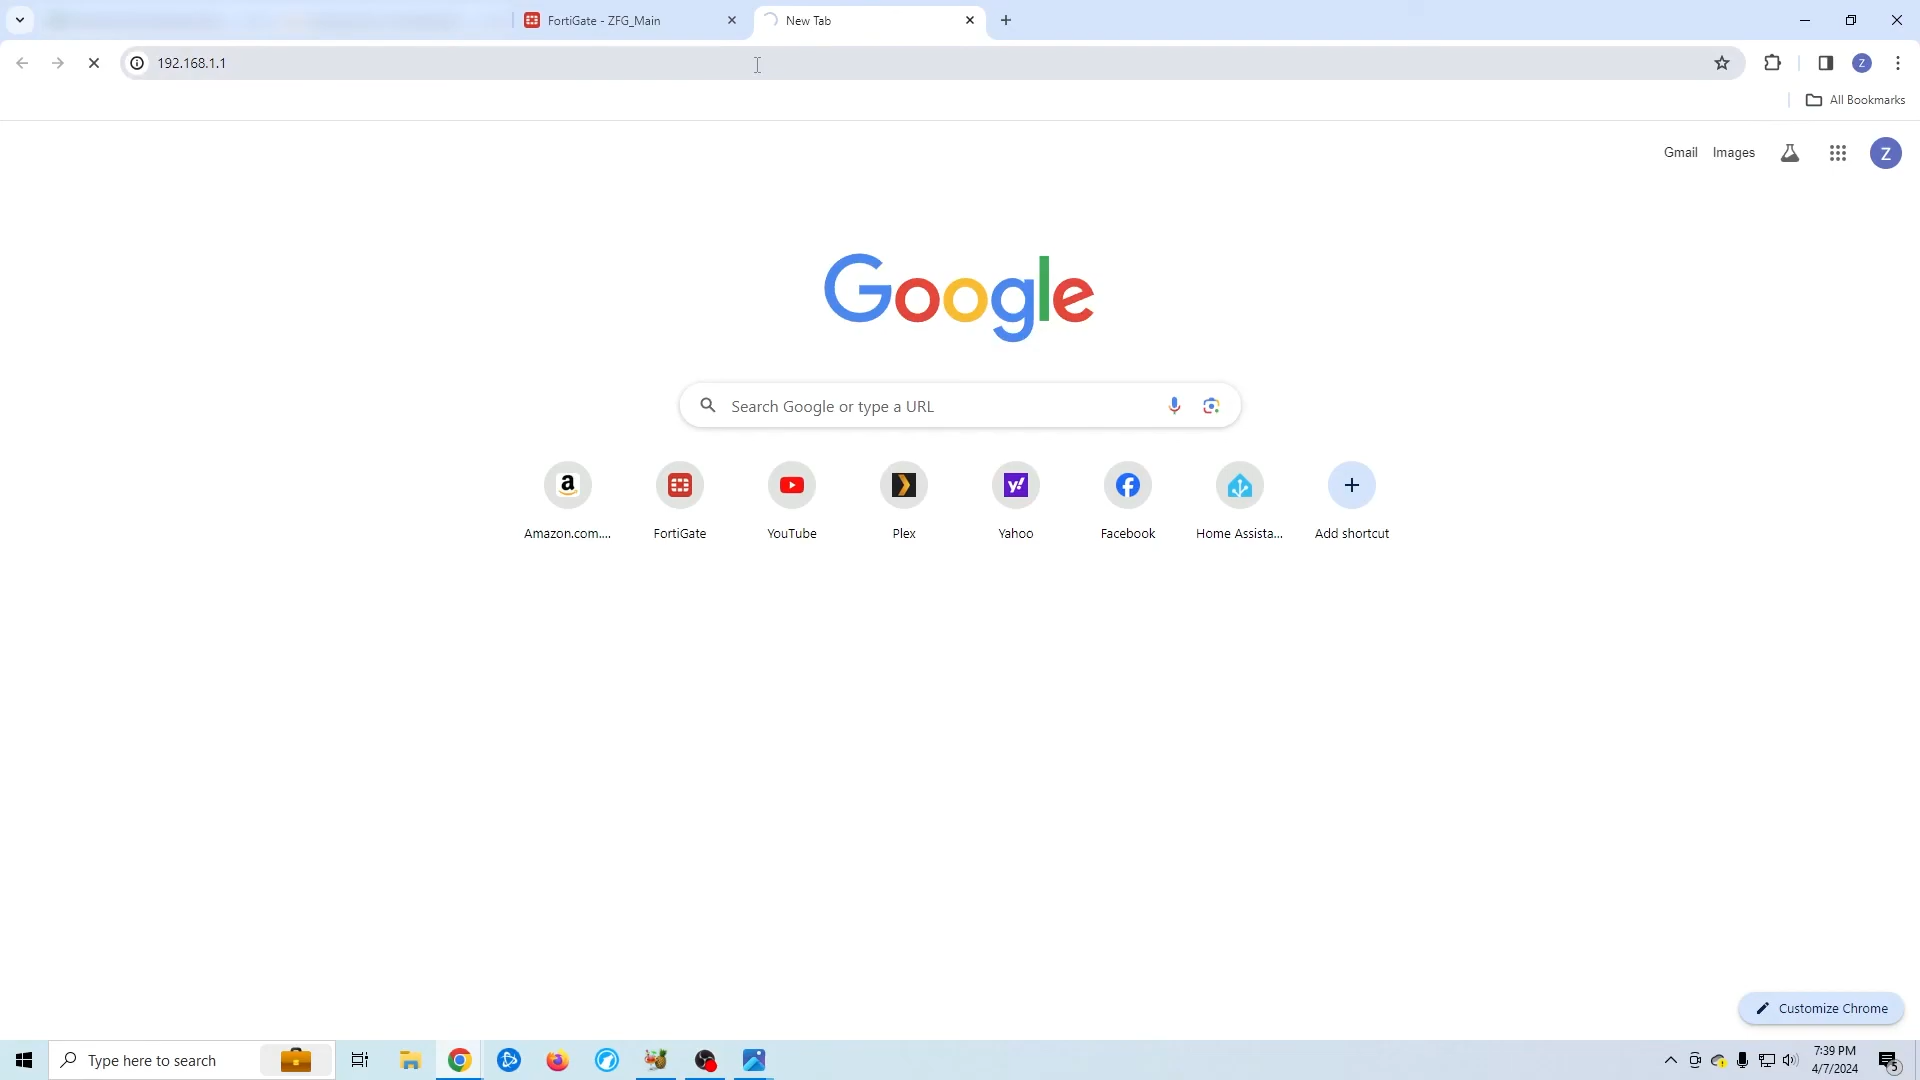 FortiGate - ZFG_Main
New Tab
192.168.1.1
Z
All Bookmarks
Gmail
Images
Z
Google
Search Google or type a URL
a
y!
Amazon.com....
FortiGate
YouTube
Plex
Yahoo
Facebook
Home Assista...
Add shortcut
Customize Chrome
Type here to search
7:39 PM
4/7/2024
5